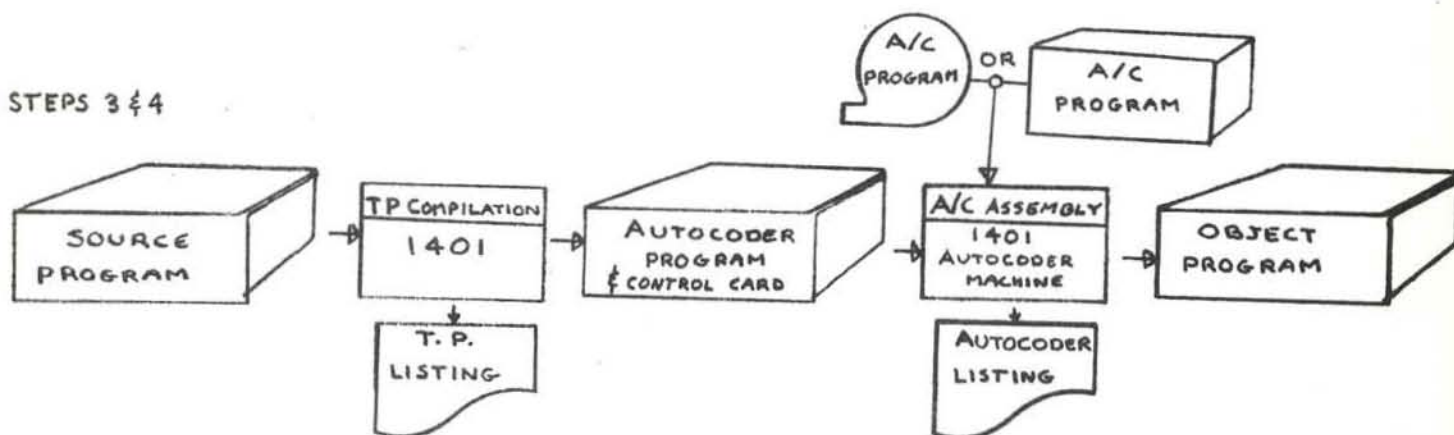 STEPS 3 & 4
A/C
PROGRAM
OR
A/C
PROGRAM
SOURCE
PROGRAM
TP COMPILATION
1401
AUTOCODER
PROGRAM
& CONTROL CARD
A/C ASSEMBLY
1401
AUTOCODER
MACHINE
OBJECT
PROGRAM
T. P.
LISTING
AUTOCODER
LISTING